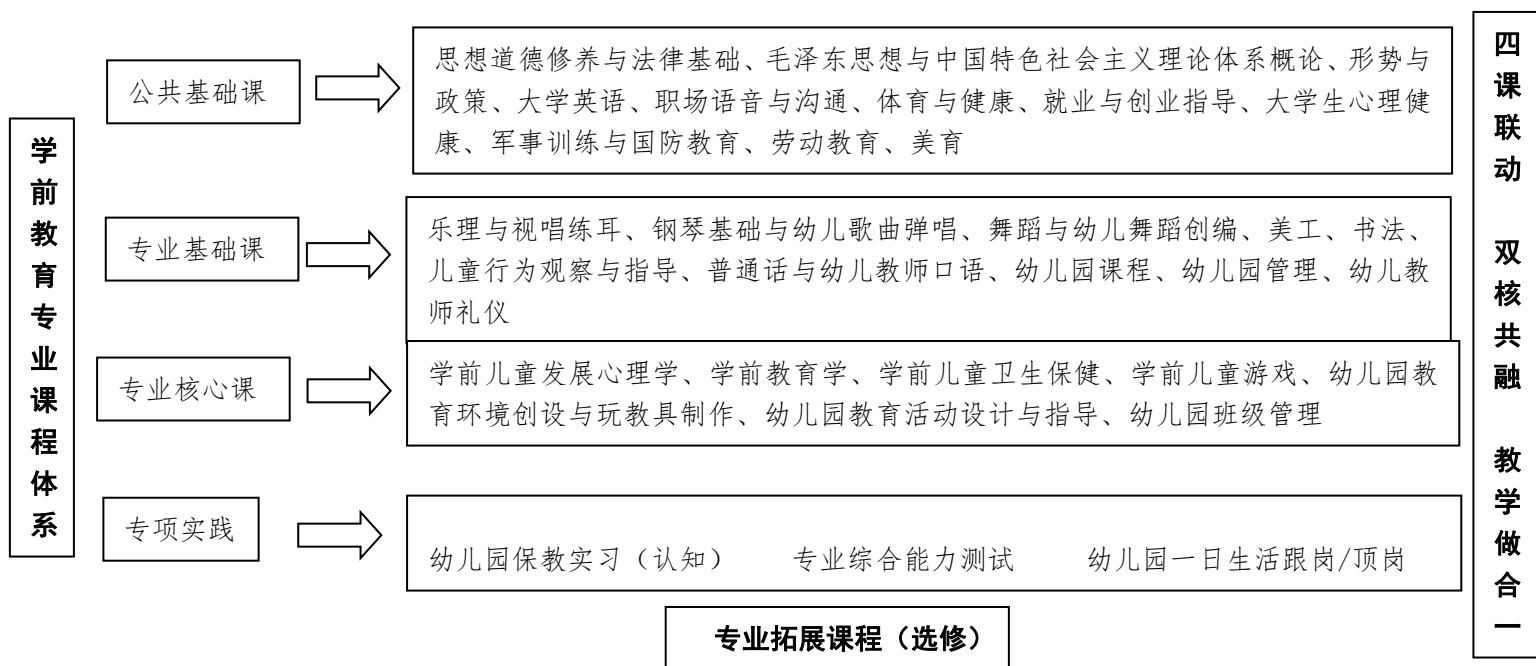 学前教育专业课程体系
公共基础课
思想道德修养与法律基础、毛泽东思想与中国特色社会主义理论体系概论、形势与
政策、大学英语、职场语音与沟通、体育与健康、就业与创业指导、大学生心理健
康、军事训练与国防教育、劳动教育、美育
专业基础课
乐理与视唱练耳、钢琴基础与幼儿歌曲弹唱、舞蹈与幼儿舞蹈创编、美工、书法、
儿童行为观察与指导、普通话与幼儿教师口语、幼儿园课程、幼儿园管理、幼儿教
师礼仪
专业核心课
学前儿童发展心理学、学前教育学、学前儿童卫生保健、学前儿童游戏、幼儿园教
育环境创设与玩教具制作、幼儿园教育活动设计与指导、幼儿园班级管理
专项实践
幼儿园保教实习（认知） 专业综合能力测试 幼儿园一日生活跟岗/顶岗
专业拓展课程（选修）
四课联动 双核共融 教学做合一